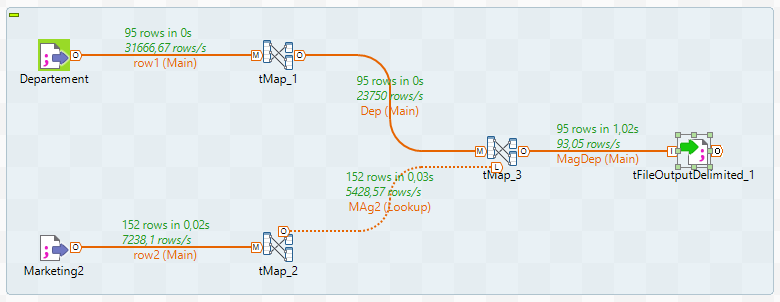 95 rows in 0s
31666,67 rows/s
row1 (Main)
Departement
tMap_1
95 rows in 0s
23750 rows/s
Dep (Main)
95 rows in 1,02s
93,05 rows/s
MagDep (Main)
tMap_3
tFileOutputDelimited_1
152 rows in 0,03s
5428,57 rows/s
MAg2 (Lookup)
152 rows in 0,02s
7238,1 rows/s
row2 (Main)
Marketing2
tMap_2